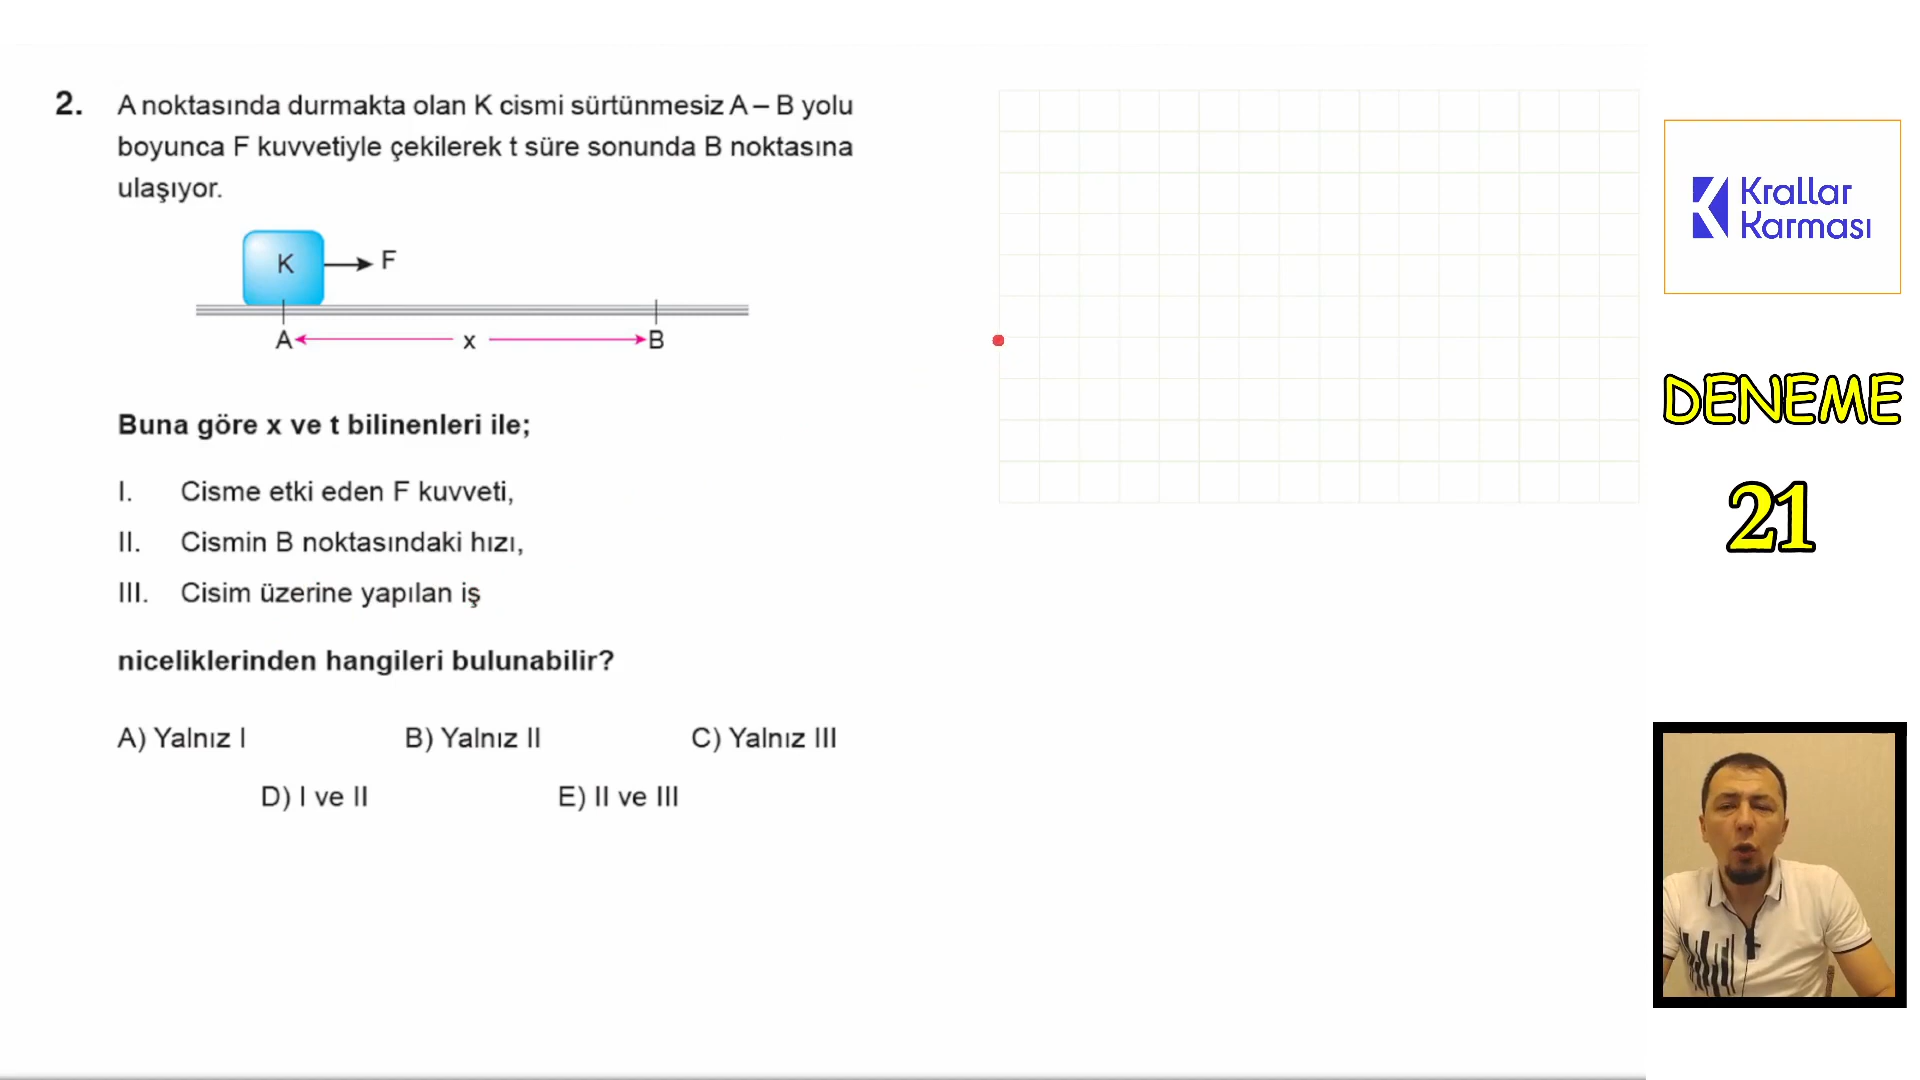 2. A noktasında durmakta olan K cismi sürtünmesiz A – B yolu
boyunca F kuvvetiyle çekilerek t süre sonunda B noktasına
ulaşıyor.
K F
A x B
Buna göre x ve t bilinenleri ile;
I. Cisme etki eden F kuvveti,
II. Cismin B noktasındaki hızı,
III. Cisim üzerine yapılan iş
niceliklerinden hangileri bulunabilir?
A) Yalnız I B) Yalnız II C) Yalnız III
D) I ve II E) II ve III
Krallar
Karması
DENEME
21